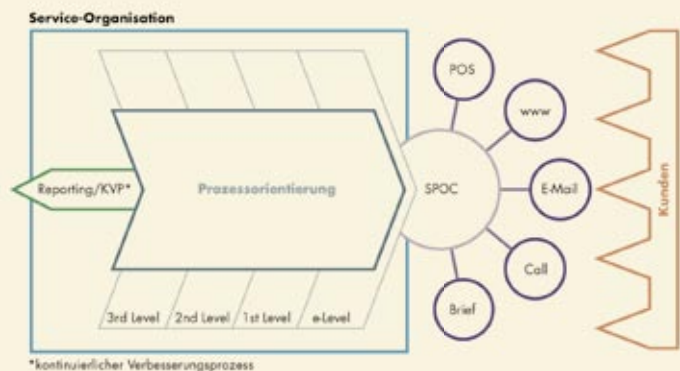 Service-Organisation
POS
www
Reporting/KVP*
Prozessorientierung
SPOC
E-Mail
Kunden
Call
Brief
3rd Level
2nd Level
1st Level
e-Level
*kontinuierlicher Verbesserungsprozess